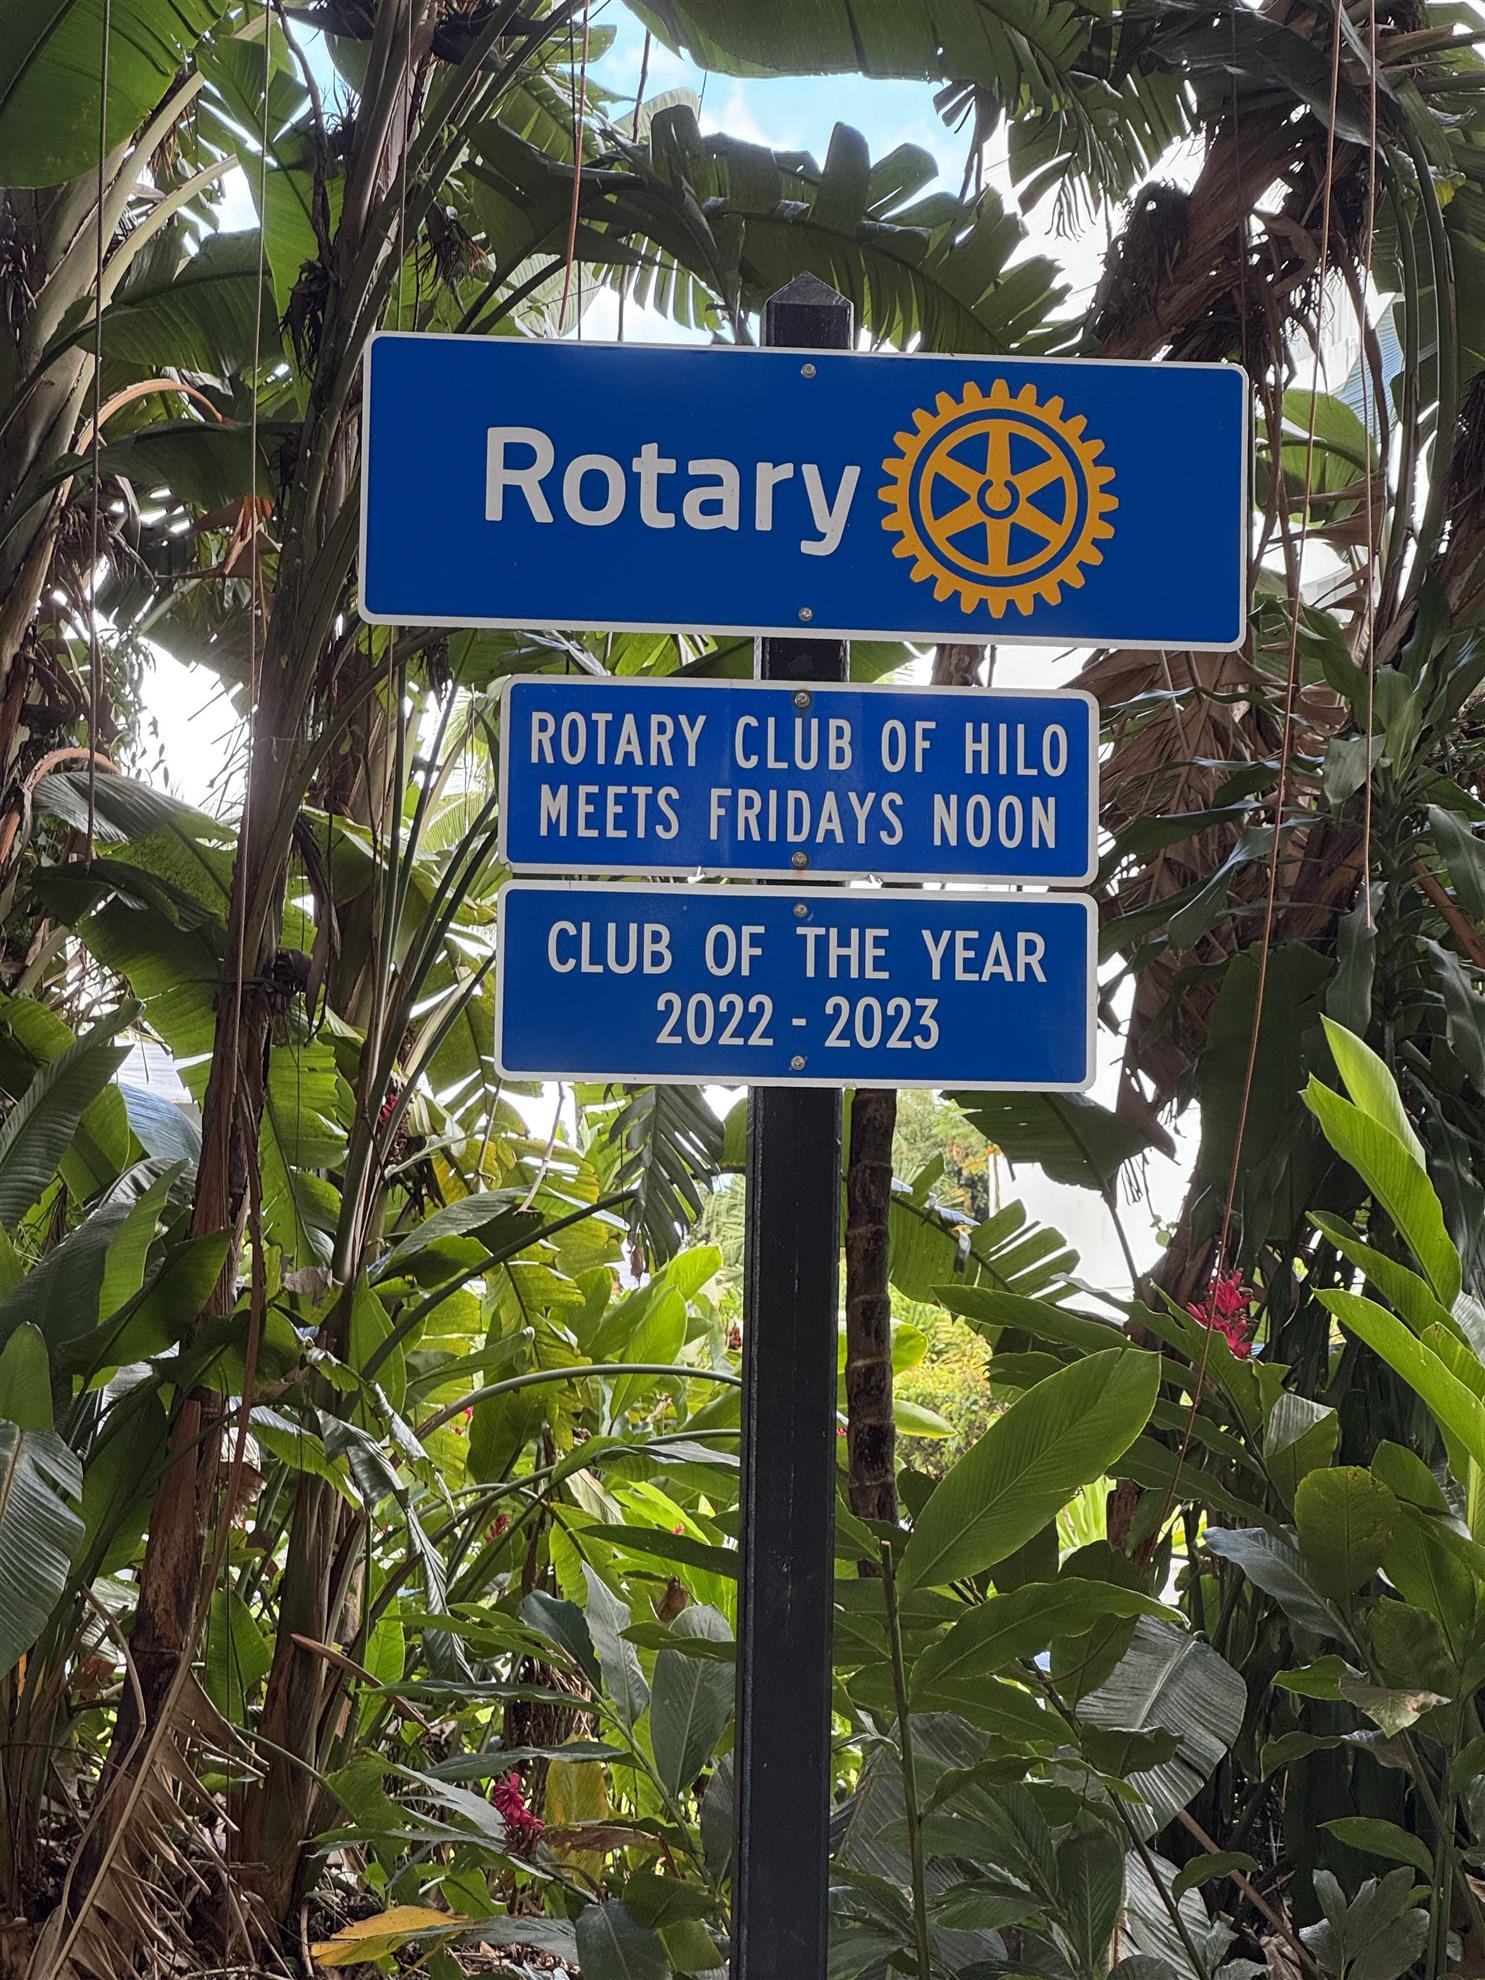 Rotary
ROTARY CLUB OF HILO
MEETS FRIDAYS NOON
CLUB OF THE YEAR
2022 - 2023